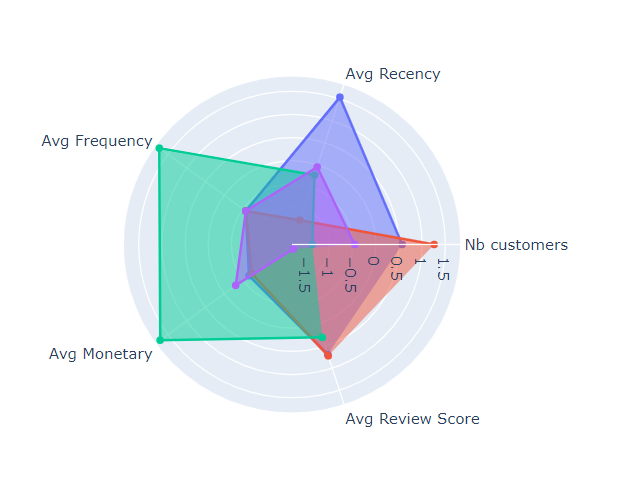 Avg Recency
Avg Frequency
Nb customers
−1.5
−1
−0.5
0
0.5
1
1.5
Avg Monetary
Avg Review Score